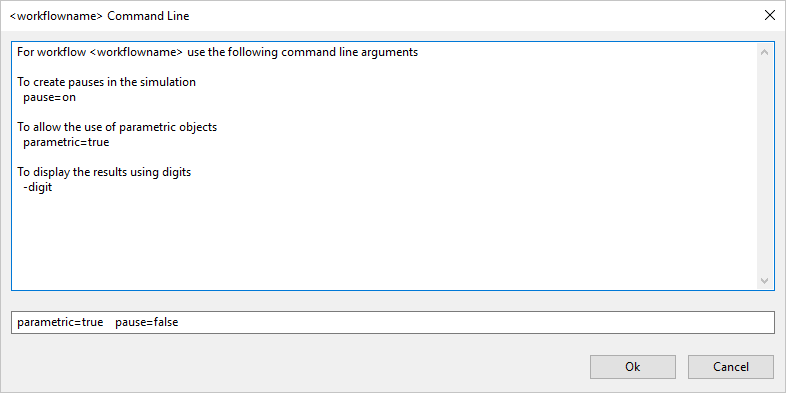 <workflowname> Command Line
For workflow <workflowname> use the following command line arguments
To create pauses in the simulation
pause=on
To allow the use of parametric objects
parametric=true
To display the results using digits
-digit
parametric=true pause=false
Ok Cancel